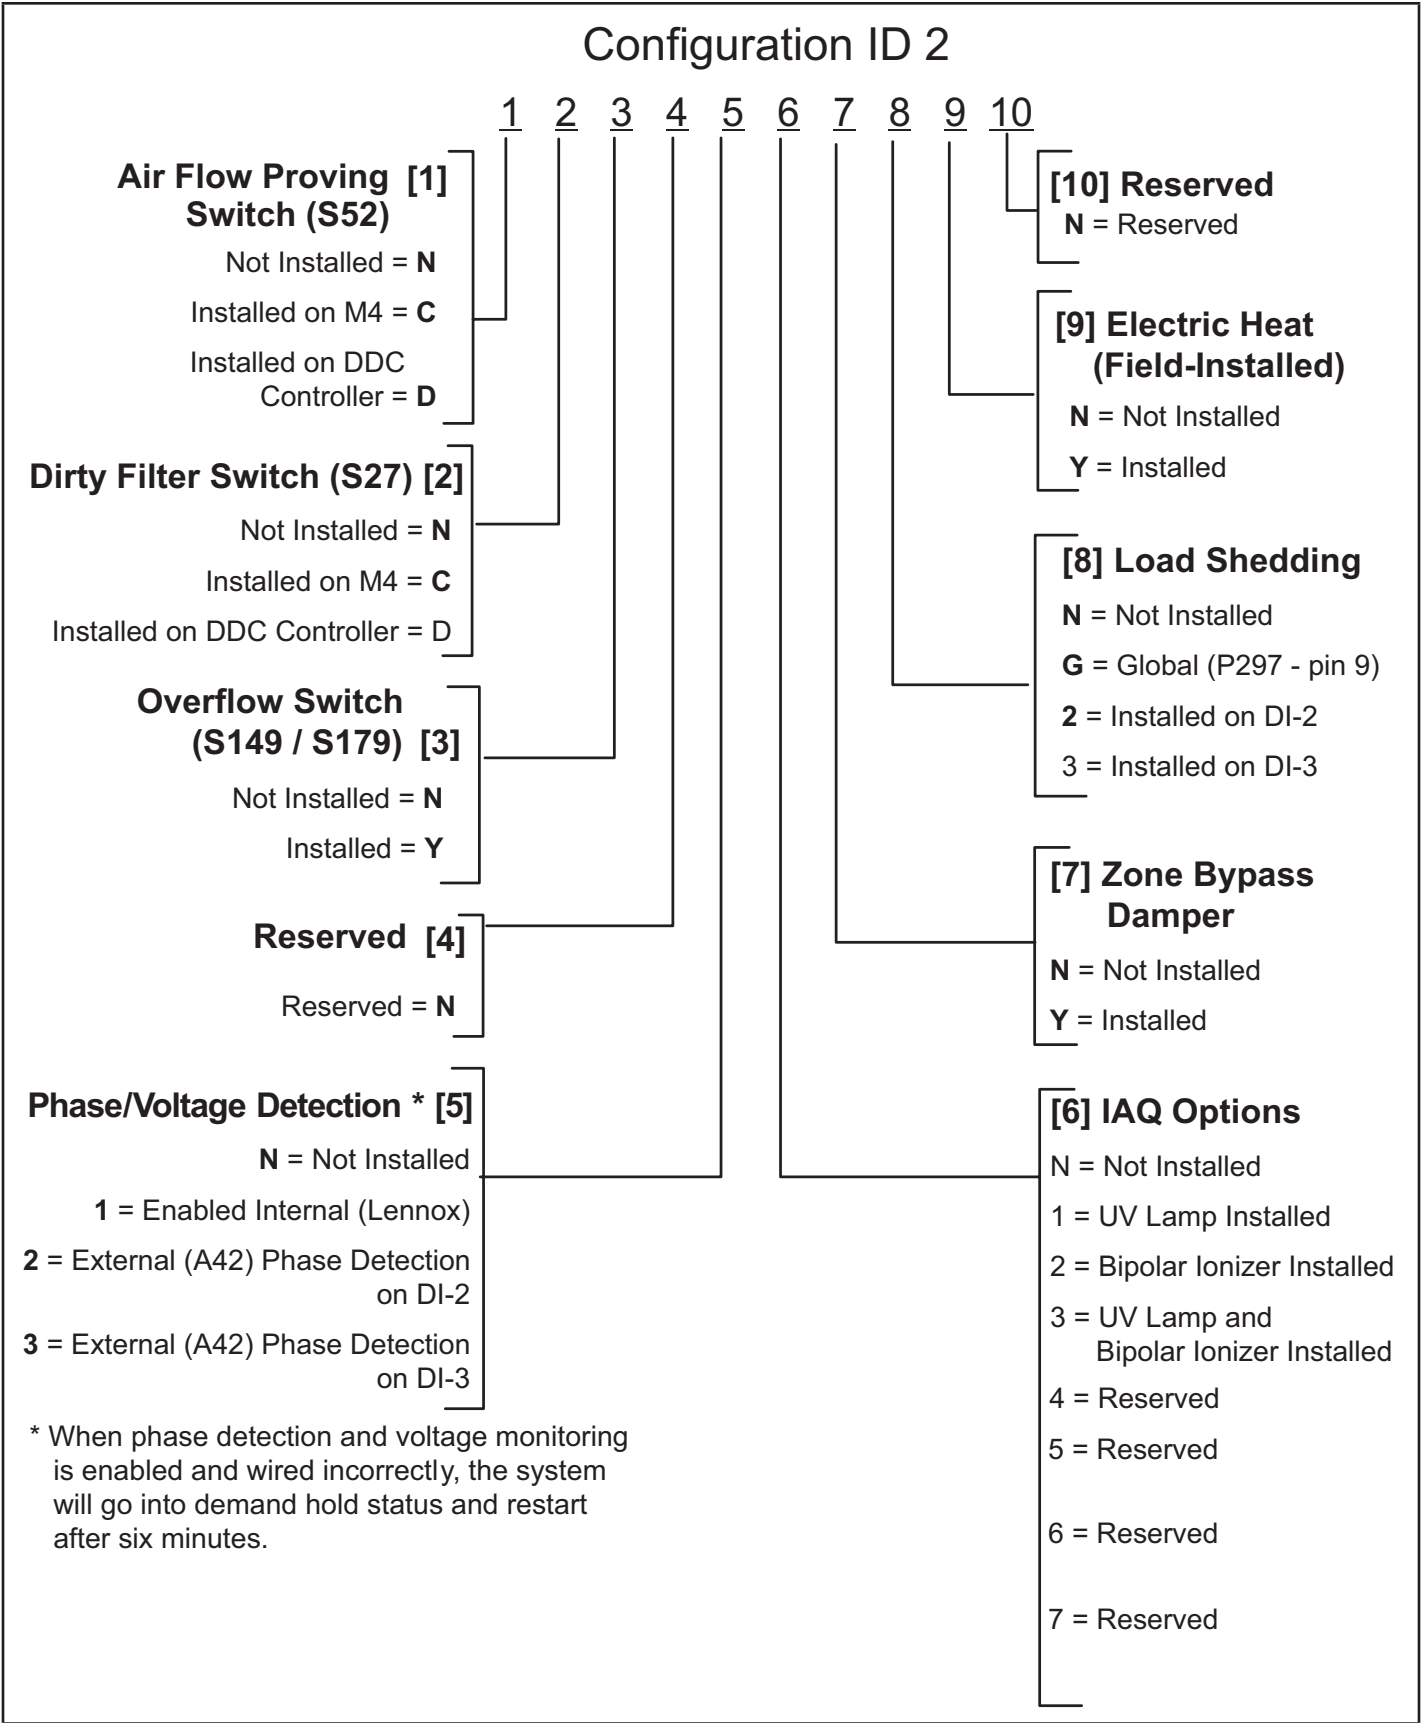 Configuration ID 2
1 2 3 4 5 6 7 8 9 10
Air Flow Proving [1]
Switch (S52)
Not Installed = N
Installed on M4 = C
Installed on DDC
Controller = D
Dirty Filter Switch (S27) [2]
Not Installed = N
Installed on M4 = C
Installed on DDC Controller = D
Overflow Switch
(S149 / S179) [3]
Not Installed = N
Installed = Y
Reserved [4]
Reserved = N
Phase/Voltage Detection * [5]
N = Not Installed
1 = Enabled Internal (Lennox)
2 = External (A42) Phase Detection
on DI-2
3 = External (A42) Phase Detection
on DI-3
* When phase detection and voltage monitoring
is enabled and wired incorrectly, the system
will go into demand hold status and restart
after six minutes.
[10] Reserved
N = Reserved
[9] Electric Heat
(Field-Installed)
N = Not Installed
Y = Installed
[8] Load Shedding
N = Not Installed
G = Global (P297 - pin 9)
2 = Installed on DI-2
3 = Installed on DI-3
[7] Zone Bypass
Damper
N = Not Installed
Y = Installed
[6] IAQ Options
N = Not Installed
1 = UV Lamp Installed
2 = Bipolar Ionizer Installed
3 = UV Lamp and
Bipolar Ionizer Installed
4 = Reserved
5 = Reserved
6 = Reserved
7 = Reserved